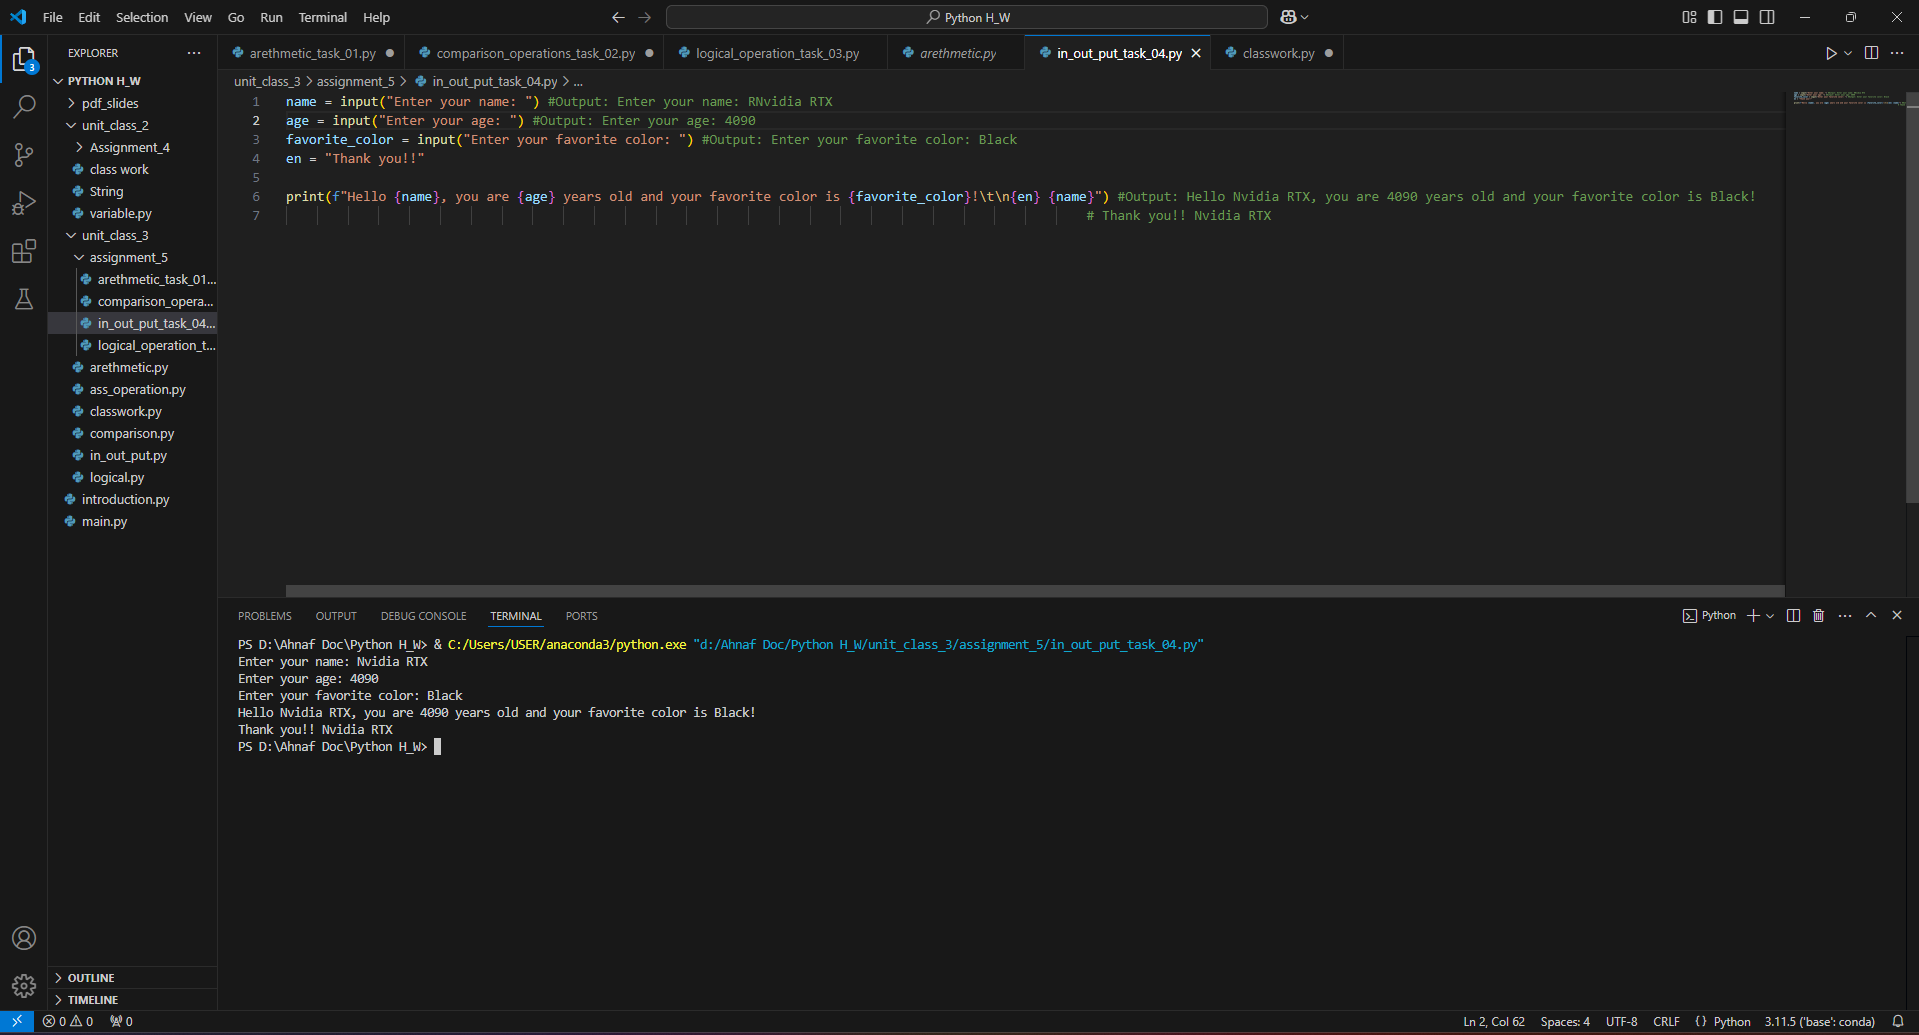 File Edit Selection View Go Run Terminal Help
Python H_W
EXPLORER
PYTHON H_W
pdf_slides
unit_class_2
Assignment_4
class work
String
variable.py
unit_class_3
assignment_5
arethmetic_task_01...
comparison_opera...
in_out_put_task_04...
logical_operation_t...
arethmetic.py
ass_operation.py
classwork.py
comparison.py
in_out_put.py
logical.py
introduction.py
main.py
OUTLINE
TIMELINE
3
arethmetic_task_01.py comparison_operations_task_02.py logical_operation_task_03.py arethmetic.py in_out_put_task_04.py classwork.py
unit_class_3 > assignment_5 > in_out_put_task_04.py > ...
1 name = input("Enter your name: ") #Output: Enter your name: RNvidia RTX
2 age = input("Enter your age: ") #Output: Enter your age: 4090
3 favorite_color = input("Enter your favorite color: ") #Output: Enter your favorite color: Black
4 en = "Thank you!!"
5
6 print(f"Hello {name}, you are {age} years old and your favorite color is {favorite_color}!\t\n{en} {name}") #Output: Hello Nvidia RTX, you are 4090 years old and your favorite color is Black!
7 # Thank you!! Nvidia RTX
PROBLEMS OUTPUT DEBUG CONSOLE TERMINAL PORTS
Python
PS D:\Ahnaf Doc\Python H_W> & C:/Users/USER/anaconda3/python.exe "d:/Ahnaf Doc/Python H_W/unit_class_3/assignment_5/in_out_put_task_04.py"
Enter your name: Nvidia RTX
Enter your age: 4090
Enter your favorite color: Black
Hello Nvidia RTX, you are 4090 years old and your favorite color is Black!
Thank you!! Nvidia RTX
PS D:\Ahnaf Doc\Python H_W>
0 0 0
Ln 2, Col 62 Spaces: 4 UTF-8 CRLF {} Python 3.11.5 ('base': conda)